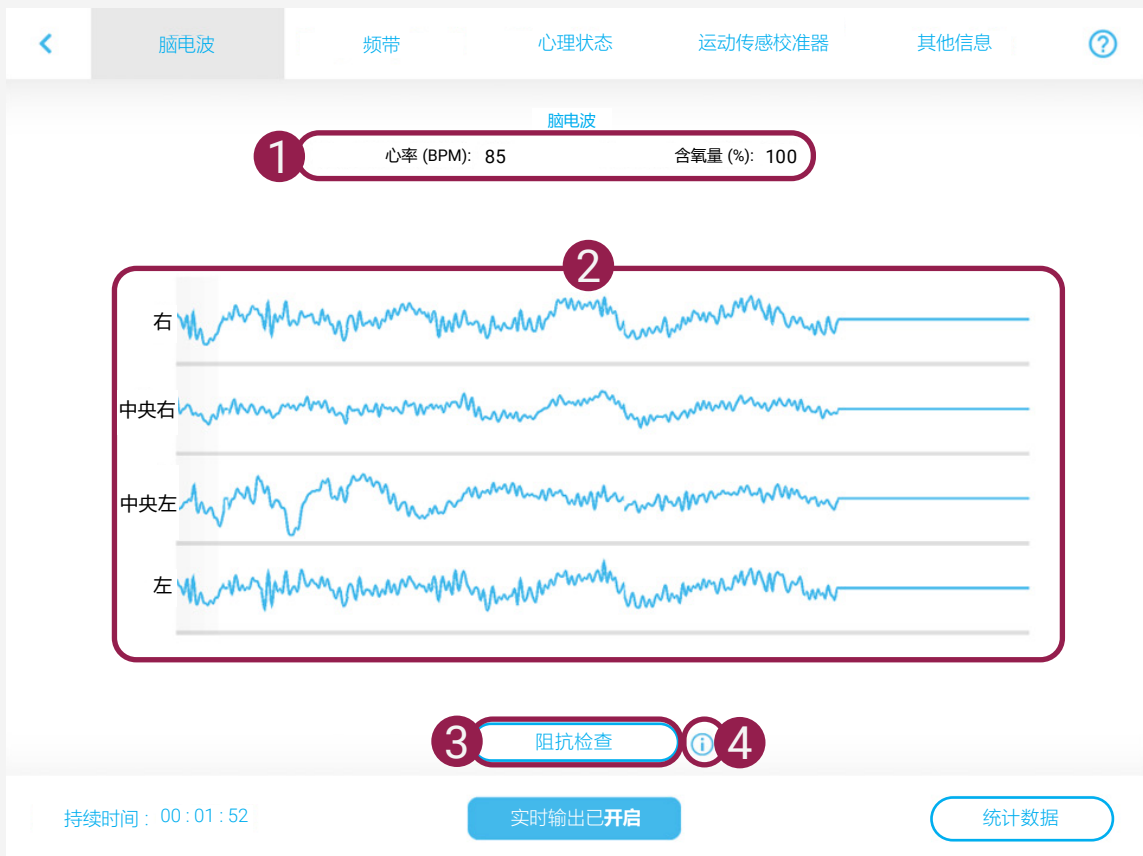 脑电波 频带 心理状态 运动传感校准器 其他信息 ?
脑电波
1 心率 (BPM): 85 含氧量 (%): 100
2
右
中央右
中央左
左
3 阻抗检查 i 4
持续时间 : 00 : 01 : 52 实时输出已开启 统计数据